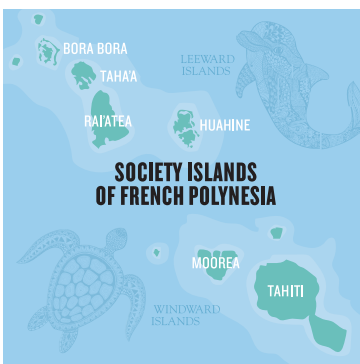 BORA BORA
LEEWARD
ISLANDS
TAHA'A
RAI'ATEA
HUAHINE
SOCIETY ISLANDS
OF FRENCH POLYNESIA
MOOREA
TAHITI
WINDWARD
ISLANDS